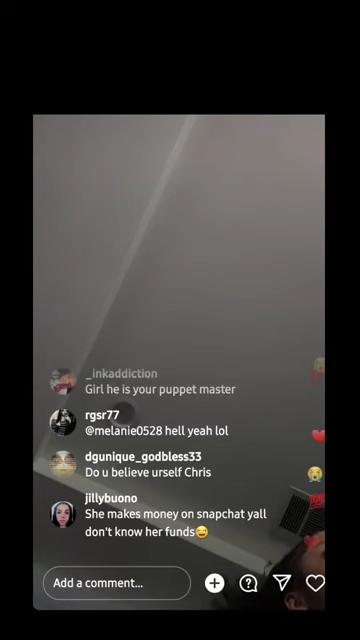 _inkaddiction
Girl he is your puppet master
rgsr77
@melanie0528 hell yeah lol
dgunique_godbless33
Do u believe urself Chris
jillybuono
She makes money on snapchat yall
don't know her funds😅
Add a comment...